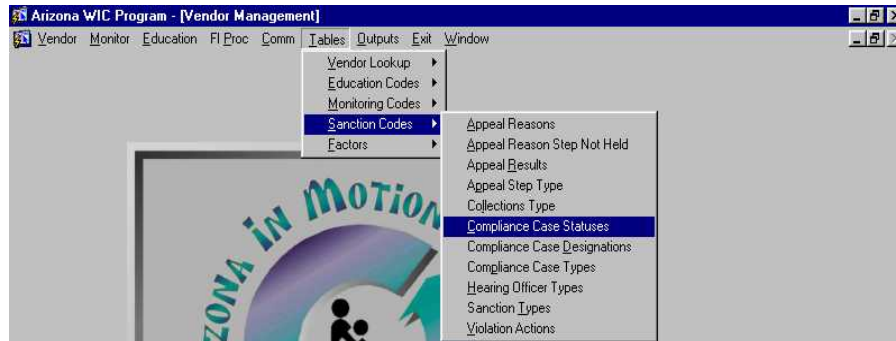 Arizona WIC Program - [Vendor Management]
Vendor Monitor Education FI Proc Comm Tables Outputs Exit Window
Vendor Lookup
Education Codes
Monitoring Codes
Sanction Codes
Factors
Appeal Reasons
Appeal Reason Step Not Held
Appeal Results
Appeal Step Type
Collections Type
Compliance Case Statuses
Compliance Case Designations
Compliance Case Types
Hearing Officer Types
Sanction Types
Violation Actions
ARIZONA IN MOTION